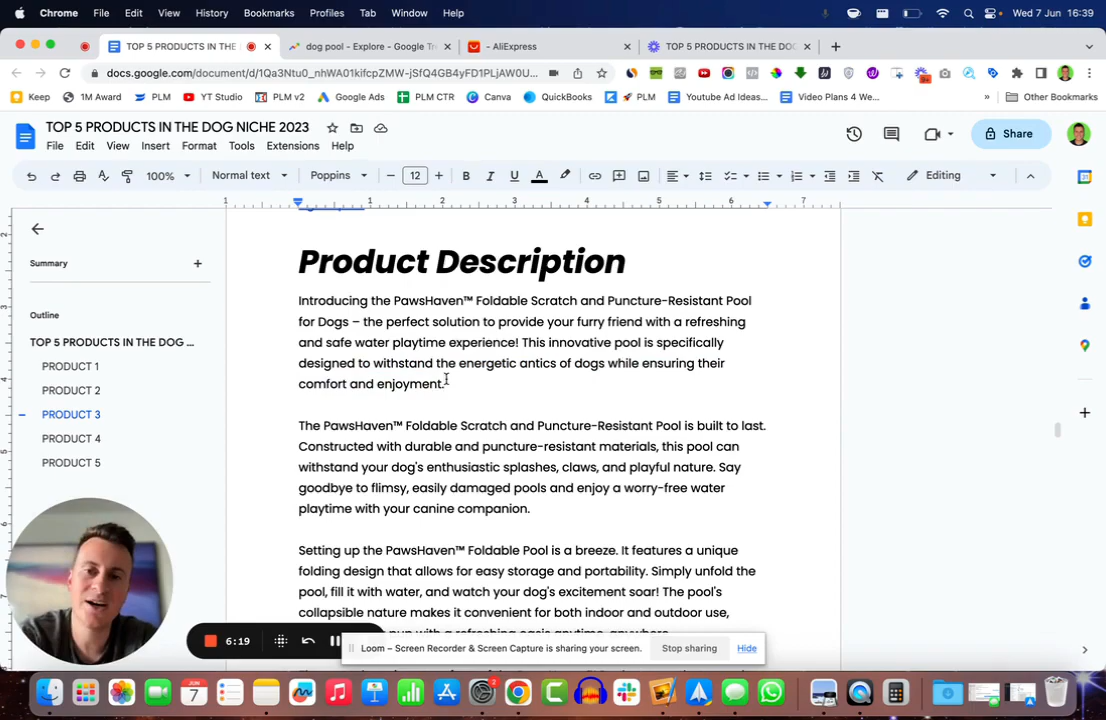 Chrome File Edit View History Bookmarks Profiles Tab Window Help Wed 7 Jun 16:39
TOP 5 PRODUCTS IN THE dog pool - Explore - Google Tr - AliExpress TOP 5 PRODUCTS IN THE DO
docs.google.com/document/d/1Qa3Ntu0_nhWA01kifcpZMW-jSfQ4GB4yFD1PLjAW0U...
Keep 1M Award PLM YT Studio PLM v2 Google Ads PLM CTR Canva QuickBooks PLM Youtube Ad Ideas... Video Plans 4 We... » Other Bookmarks
TOP 5 PRODUCTS IN THE DOG NICHE 2023
Share
File Edit View Insert Format Tools Extensions Help
100% Normal text Poppins 12 Editing
1 1 2 3 4 5 6 7
Product Description
Summary
Outline
TOP 5 PRODUCTS IN THE DOG ...
PRODUCT 1
PRODUCT 2
PRODUCT 3
PRODUCT 4
PRODUCT 5
Introducing the PawsHaven™ Foldable Scratch and Puncture-Resistant Pool
for Dogs – the perfect solution to provide your furry friend with a refreshing
and safe water playtime experience! This innovative pool is specifically
designed to withstand the energetic antics of dogs while ensuring their
comfort and enjoyment.
The PawsHaven™ Foldable Scratch and Puncture-Resistant Pool is built to last.
Constructed with durable and puncture-resistant materials, this pool can
withstand your dog's enthusiastic splashes, claws, and playful nature. Say
goodbye to flimsy, easily damaged pools and enjoy a worry-free water
playtime with your canine companion.
Setting up the PawsHaven™ Foldable Pool is a breeze. It features a unique
folding design that allows for easy storage and portability. Simply unfold the
pool, fill it with water, and watch your dog's excitement soar! The pool's
collapsible nature makes it convenient for both indoor and outdoor use,
6:19
Loom – Screen Recorder & Screen Capture is sharing your screen. Stop sharing Hide